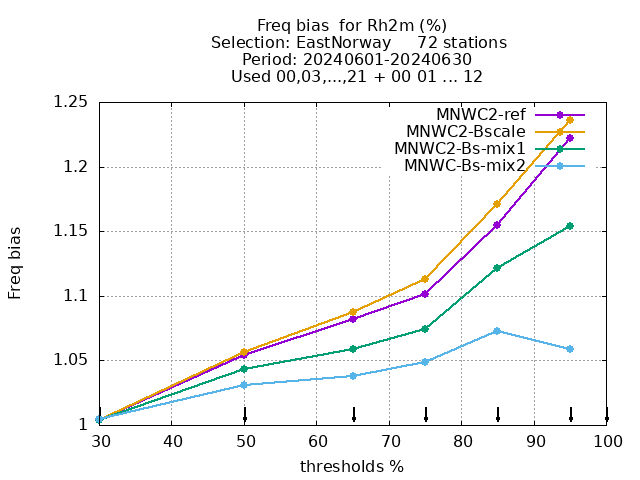 Freq bias  for Rh2m (%)
Selection: EastNorway     72 stations
Period: 20240601-20240630
Used 00,03,...,21 + 00 01 ... 12
MNWC2-ref
MNWC2-Bscale
MNWC2-Bs-mix1
MNWC-Bs-mix2
1.25
1.2
1.15
1.1
1.05
1
Freq bias
30 40 50 60 70 80 90 100
thresholds %